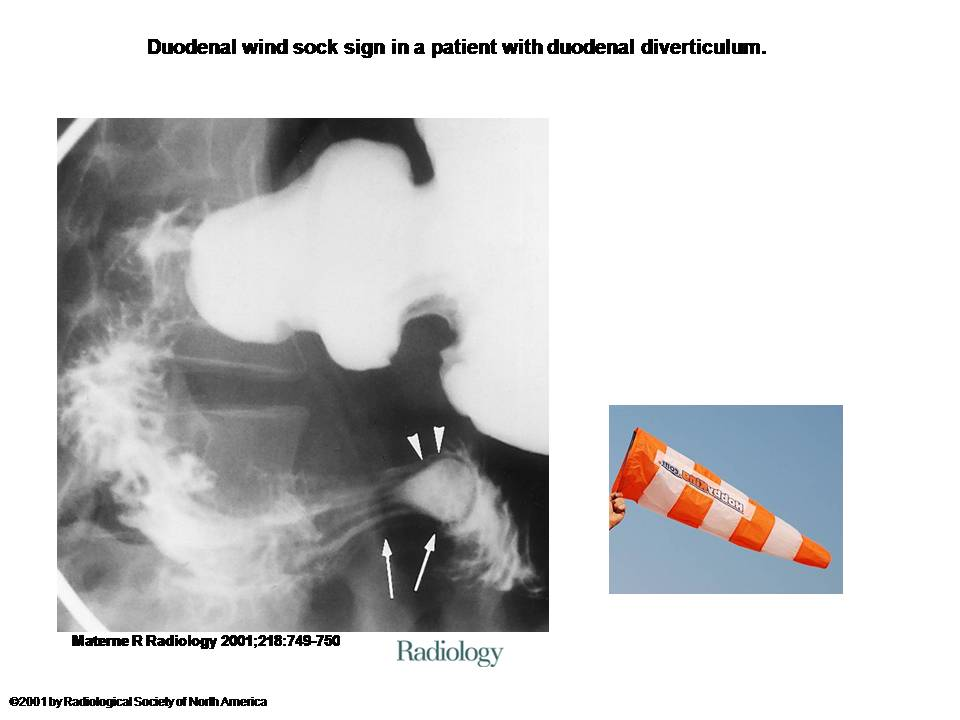 Duodenal wind sock sign in a patient with duodenal diverticulum.
Materne R Radiology 2001;218:749-750
Radiology
©2001 by Radiological Society of North America